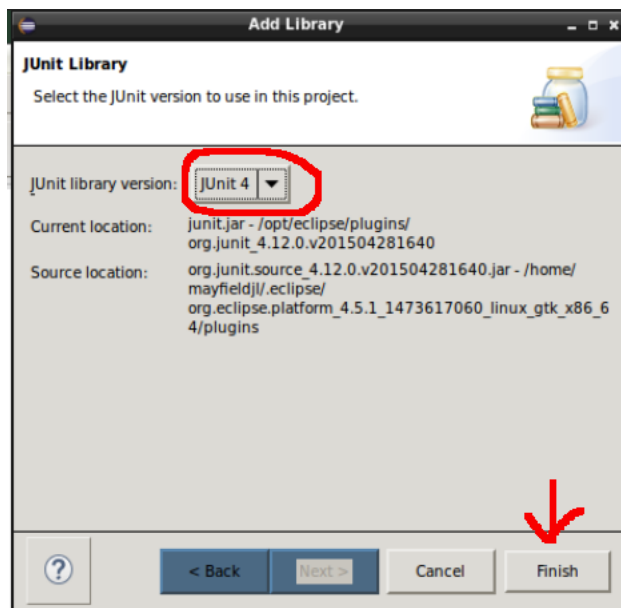 Add Library
JUnit Library
Select the JUnit version to use in this project.
JUnit library version: JUnit 4
Current location: junit.jar - /opt/eclipse/plugins/
org.junit_4.12.0.v201504281640
Source location: org.junit.source_4.12.0.v201504281640.jar - /home/
mayfieldjl/.eclipse/
org.eclipse.platform_4.5.1_1473617060_linux_gtk_x86_6
4/plugins
? < Back Next > Cancel Finish